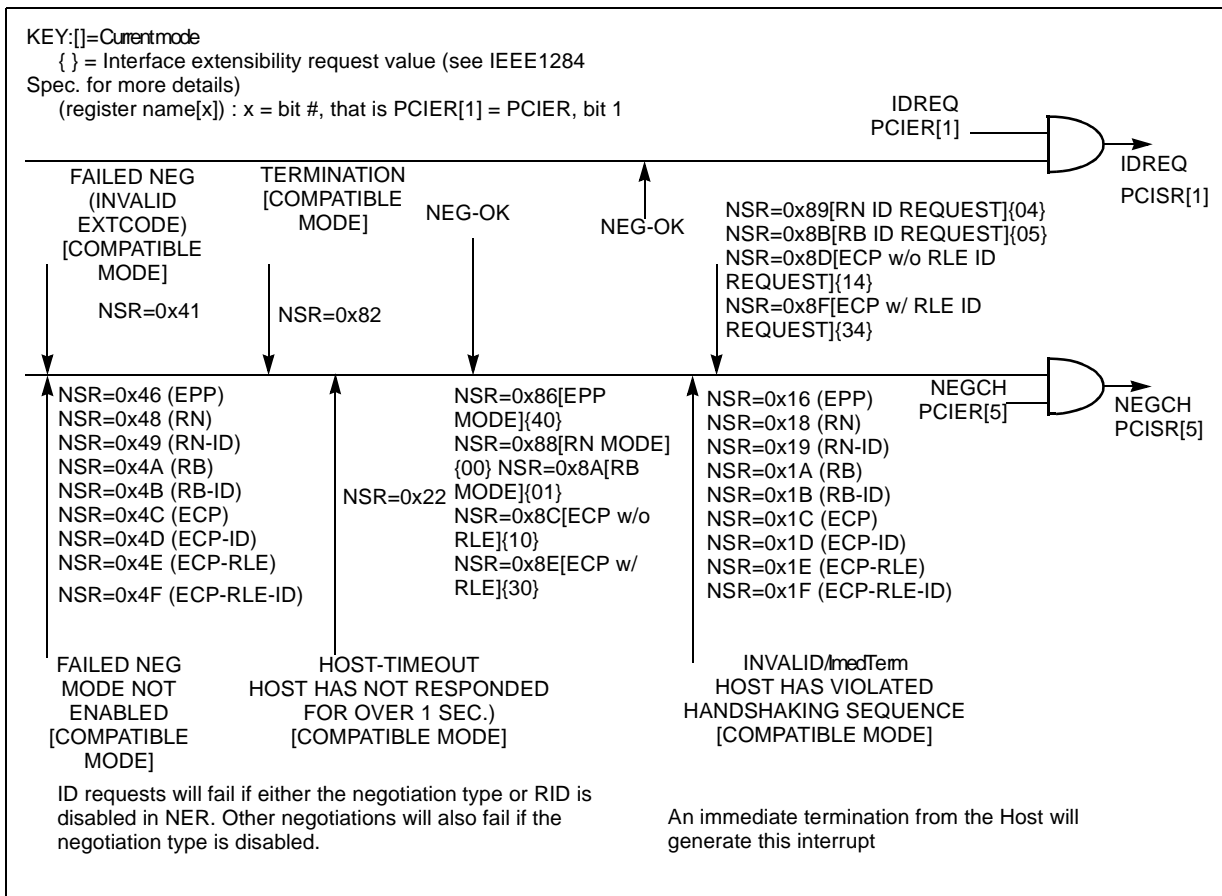 KEY:[]=Currentmode
{ } = Interface extensibility request value (see IEEE1284
Spec. for more details)
(register name[x]) : x = bit #, that is PCIER[1] = PCIER, bit 1
IDREQ
PCIER[1]
IDREQ
PCISR[1]
FAILED NEG
(INVALID
EXTCODE)
[COMPATIBLE
MODE]
NSR=0x41
TERMINATION
[COMPATIBLE
MODE]
NSR=0x82
NEG-OK
NEG-OK
NSR=0x89[RN ID REQUEST]{04}
NSR=0x8B[RB ID REQUEST]{05}
NSR=0x8D[ECP w/o RLE ID
REQUEST]{14}
NSR=0x8F[ECP w/ RLE ID
REQUEST]{34}
NEGCH
PCIER[5]
NEGCH
PCISR[5]
NSR=0x46 (EPP)
NSR=0x48 (RN)
NSR=0x49 (RN-ID)
NSR=0x4A (RB)
NSR=0x4B (RB-ID)
NSR=0x4C (ECP)
NSR=0x4D (ECP-ID)
NSR=0x4E (ECP-RLE)
NSR=0x4F (ECP-RLE-ID)
NSR=0x22
NSR=0x86[EPP
MODE]{40}
NSR=0x88[RN MODE]
{00} NSR=0x8A[RB
MODE]{01}
NSR=0x8C[ECP w/o
RLE]{10}
NSR=0x8E[ECP w/
RLE]{30}
NSR=0x16 (EPP)
NSR=0x18 (RN)
NSR=0x19 (RN-ID)
NSR=0x1A (RB)
NSR=0x1B (RB-ID)
NSR=0x1C (ECP)
NSR=0x1D (ECP-ID)
NSR=0x1E (ECP-RLE)
NSR=0x1F (ECP-RLE-ID)
FAILED NEG
MODE NOT
ENABLED
[COMPATIBLE
MODE]
HOST-TIMEOUT
HOST HAS NOT RESPONDED
FOR OVER 1 SEC.)
[COMPATIBLE MODE]
INVALID/ImedTerm
HOST HAS VIOLATED
HANDSHAKING SEQUENCE
[COMPATIBLE MODE]
ID requests will fail if either the negotiation type or RID is
disabled in NER. Other negotiations will also fail if the
negotiation type is disabled.
An immediate termination from the Host will
generate this interrupt